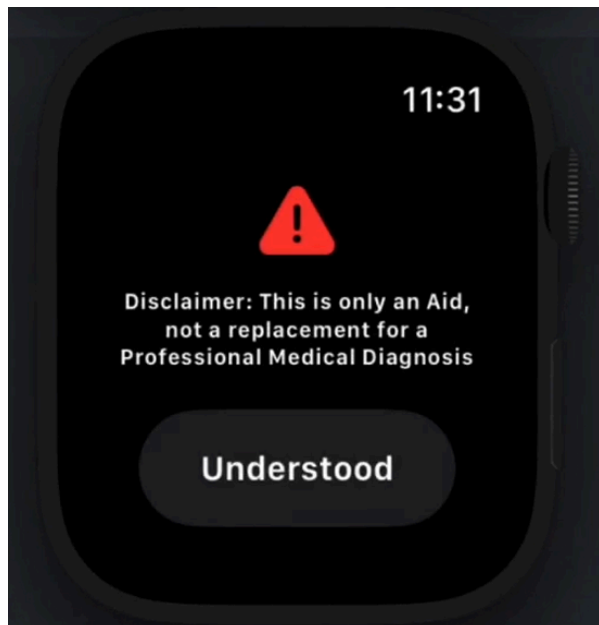 11:31
Disclaimer: This is only an Aid,
not a replacement for a
Professional Medical Diagnosis
Understood